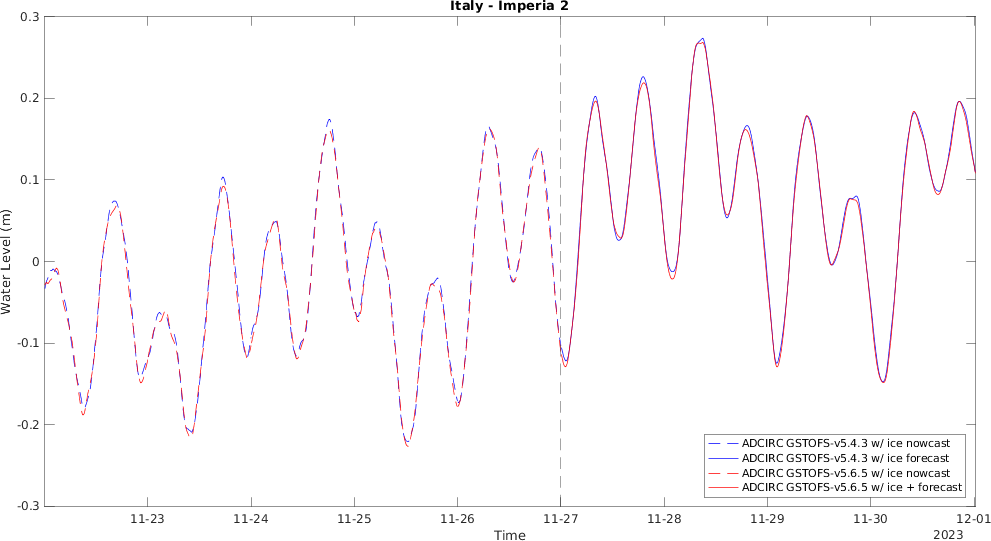 Italy - Imperia 2
0.3
0.2
0.1
0
-0.1
-0.2
-0.3
Water Level (m)
11-23 11-24 11-25 11-26 11-27 11-28 11-29 11-30 12-01
2023
Time
ADCIRC GSTOFS-v5.4.3 w/ ice nowcast
ADCIRC GSTOFS-v5.4.3 w/ ice forecast
ADCIRC GSTOFS-v5.6.5 w/ ice nowcast
ADCIRC GSTOFS-v5.6.5 w/ ice + forecast